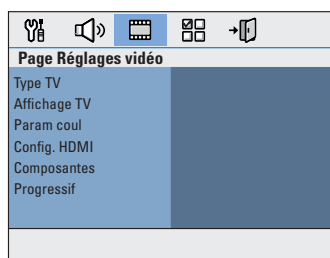 Page Réglages vidéo
Type TV
Affichage TV
Param coul
Config. HDMI
Composantes
Progressif